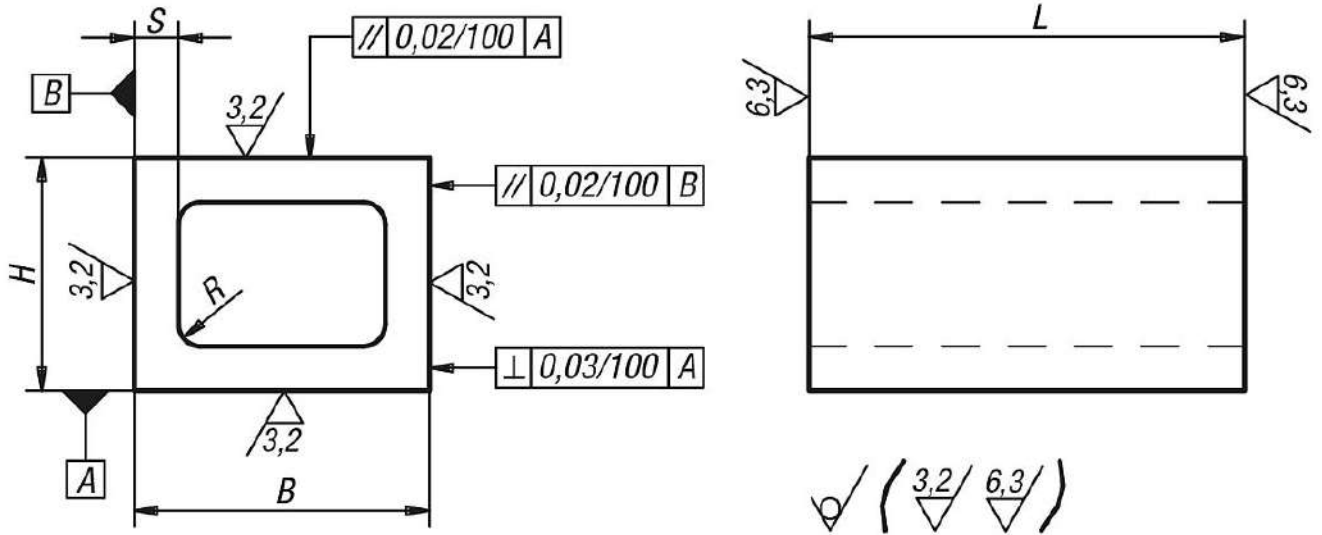 S
// 0,02/100 A
L
B
3,2
6,3
6,3
// 0,02/100 B
H
3,2
R
3,2
⊥ 0,03/100 A
3,2
A
B
( 3,2 6,3 )